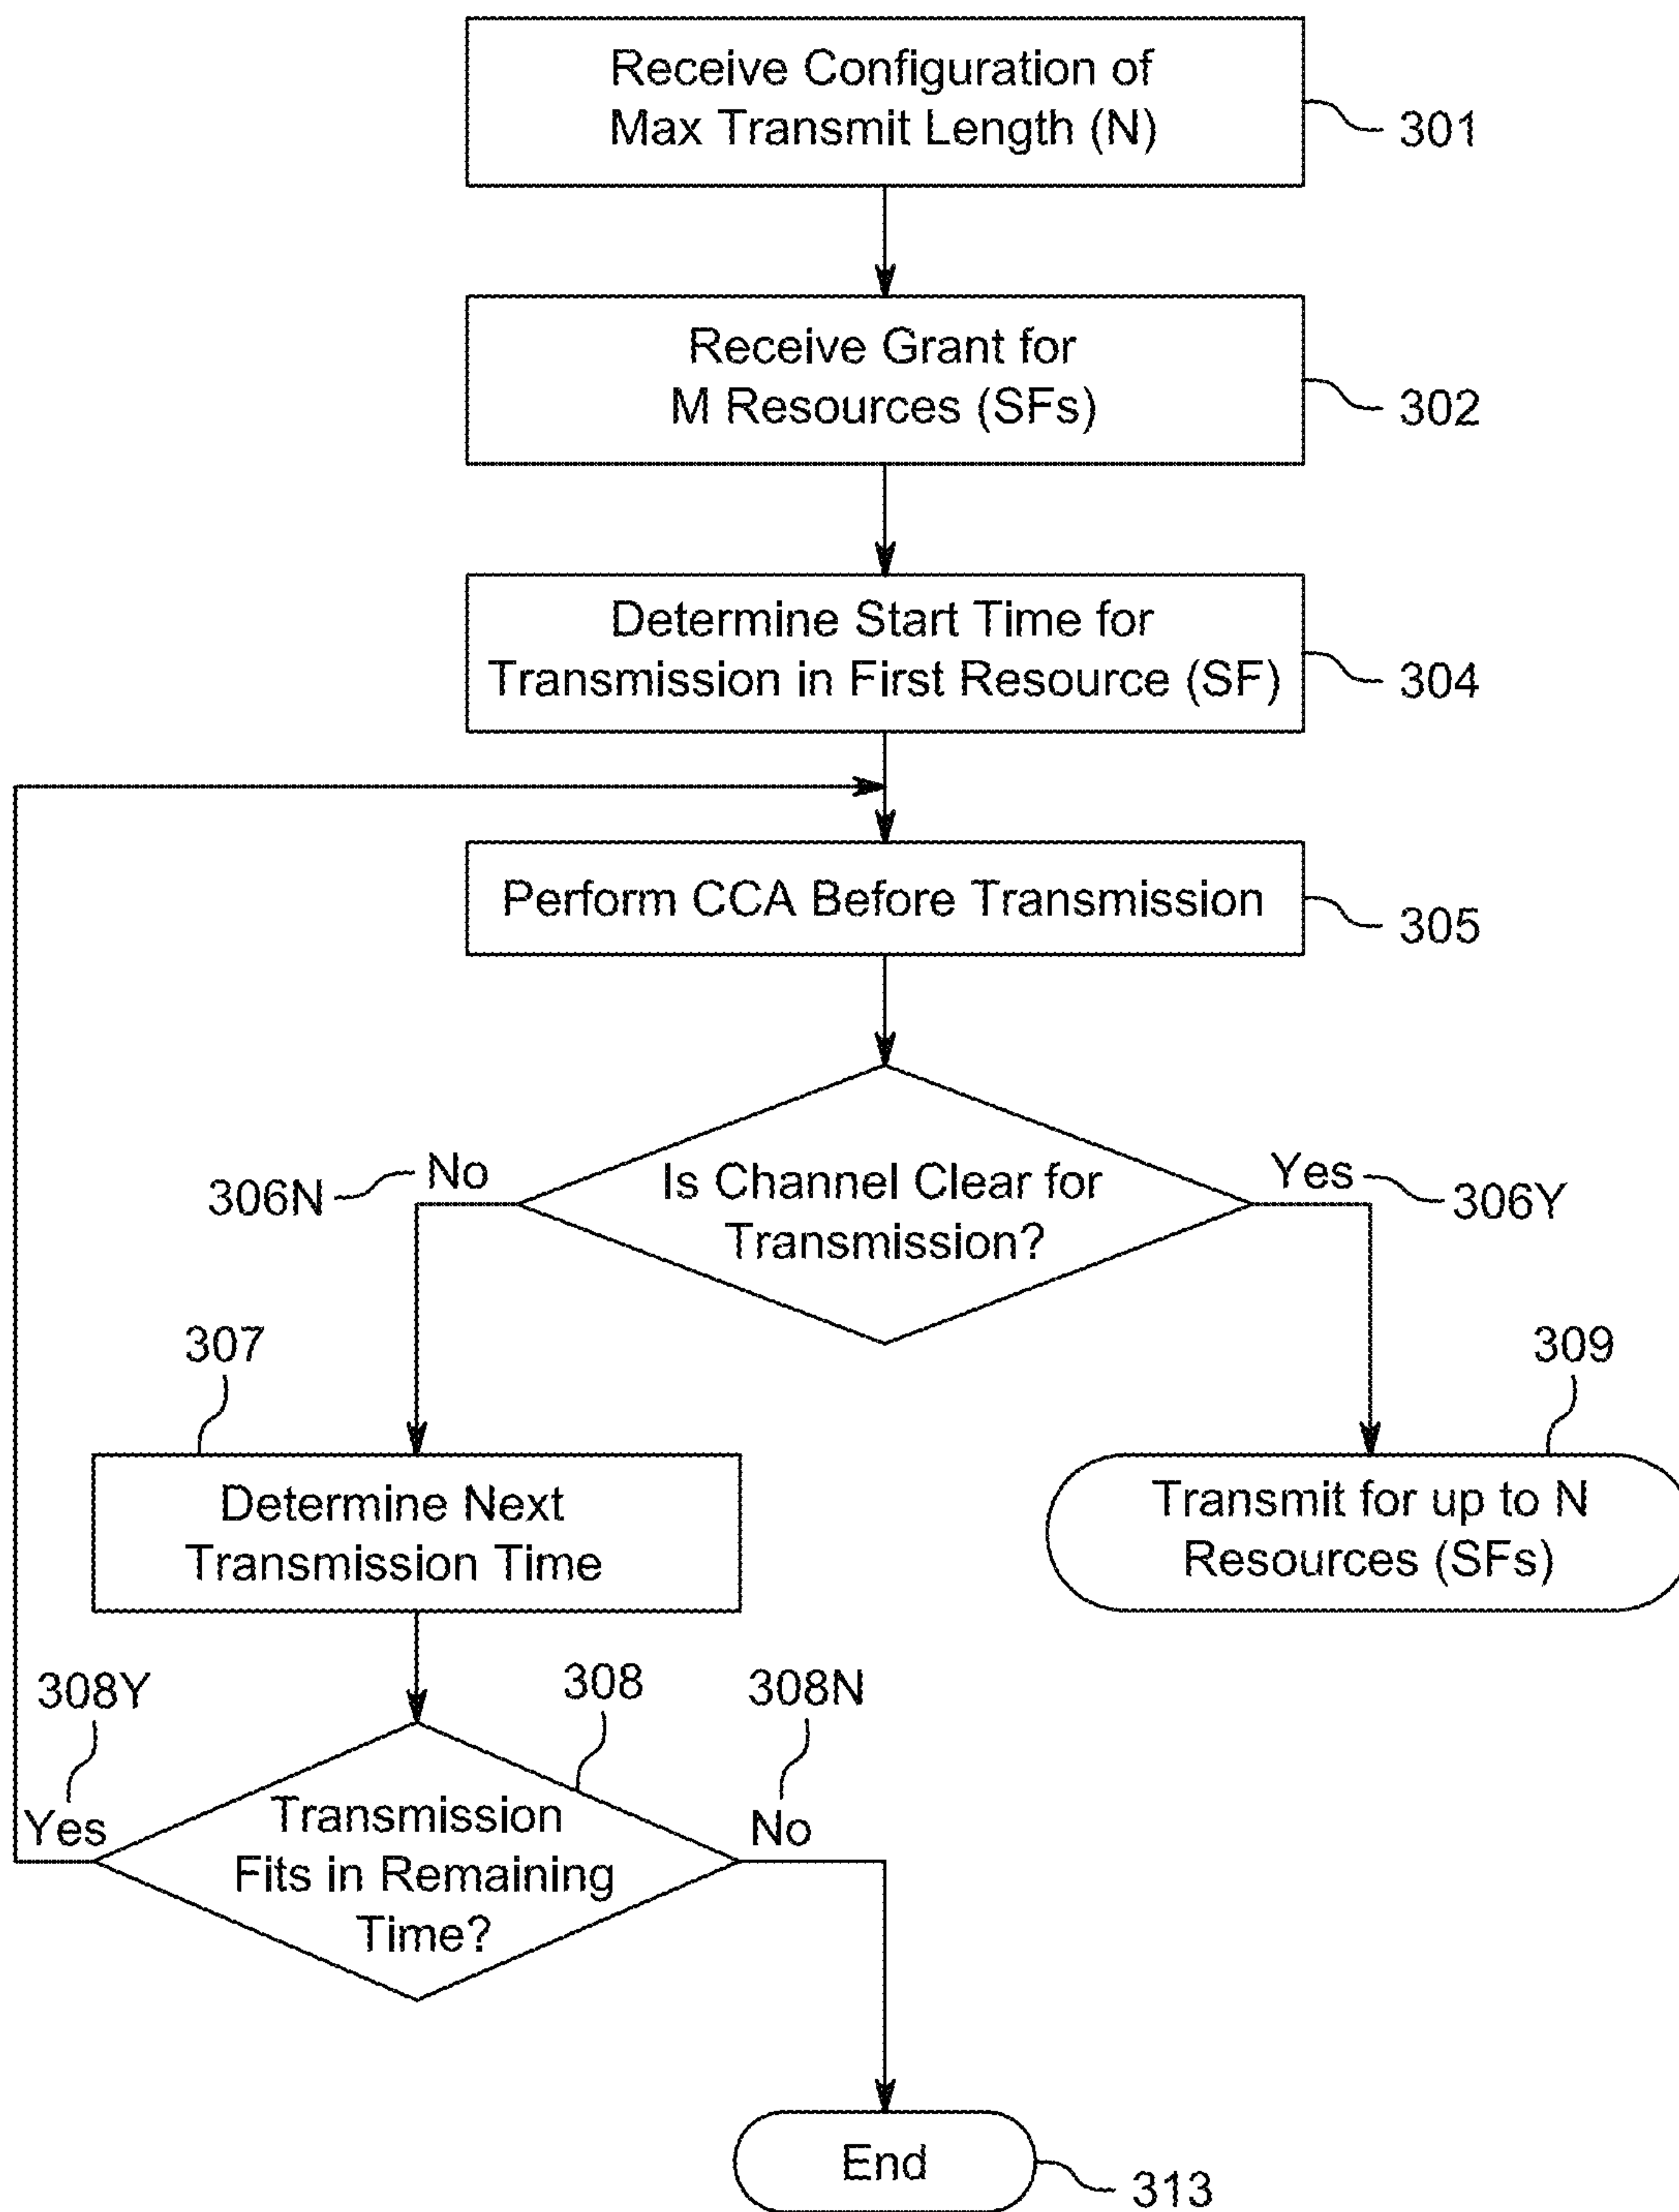 Receive Configuration of
Max Transmit Length (N)
301
Receive Grant for
M Resources (SFs)
302
Determine Start Time for
Transmission in First Resource (SF)
304
Perform CCA Before Transmission
305
No
306N
Is Channel Clear for
Transmission?
Yes
306Y
307
309
Determine Next
Transmission Time
Transmit for up to N
Resources (SFs)
308Y
308
308N
Yes
Transmission
Fits in Remaining
Time?
No
End
313